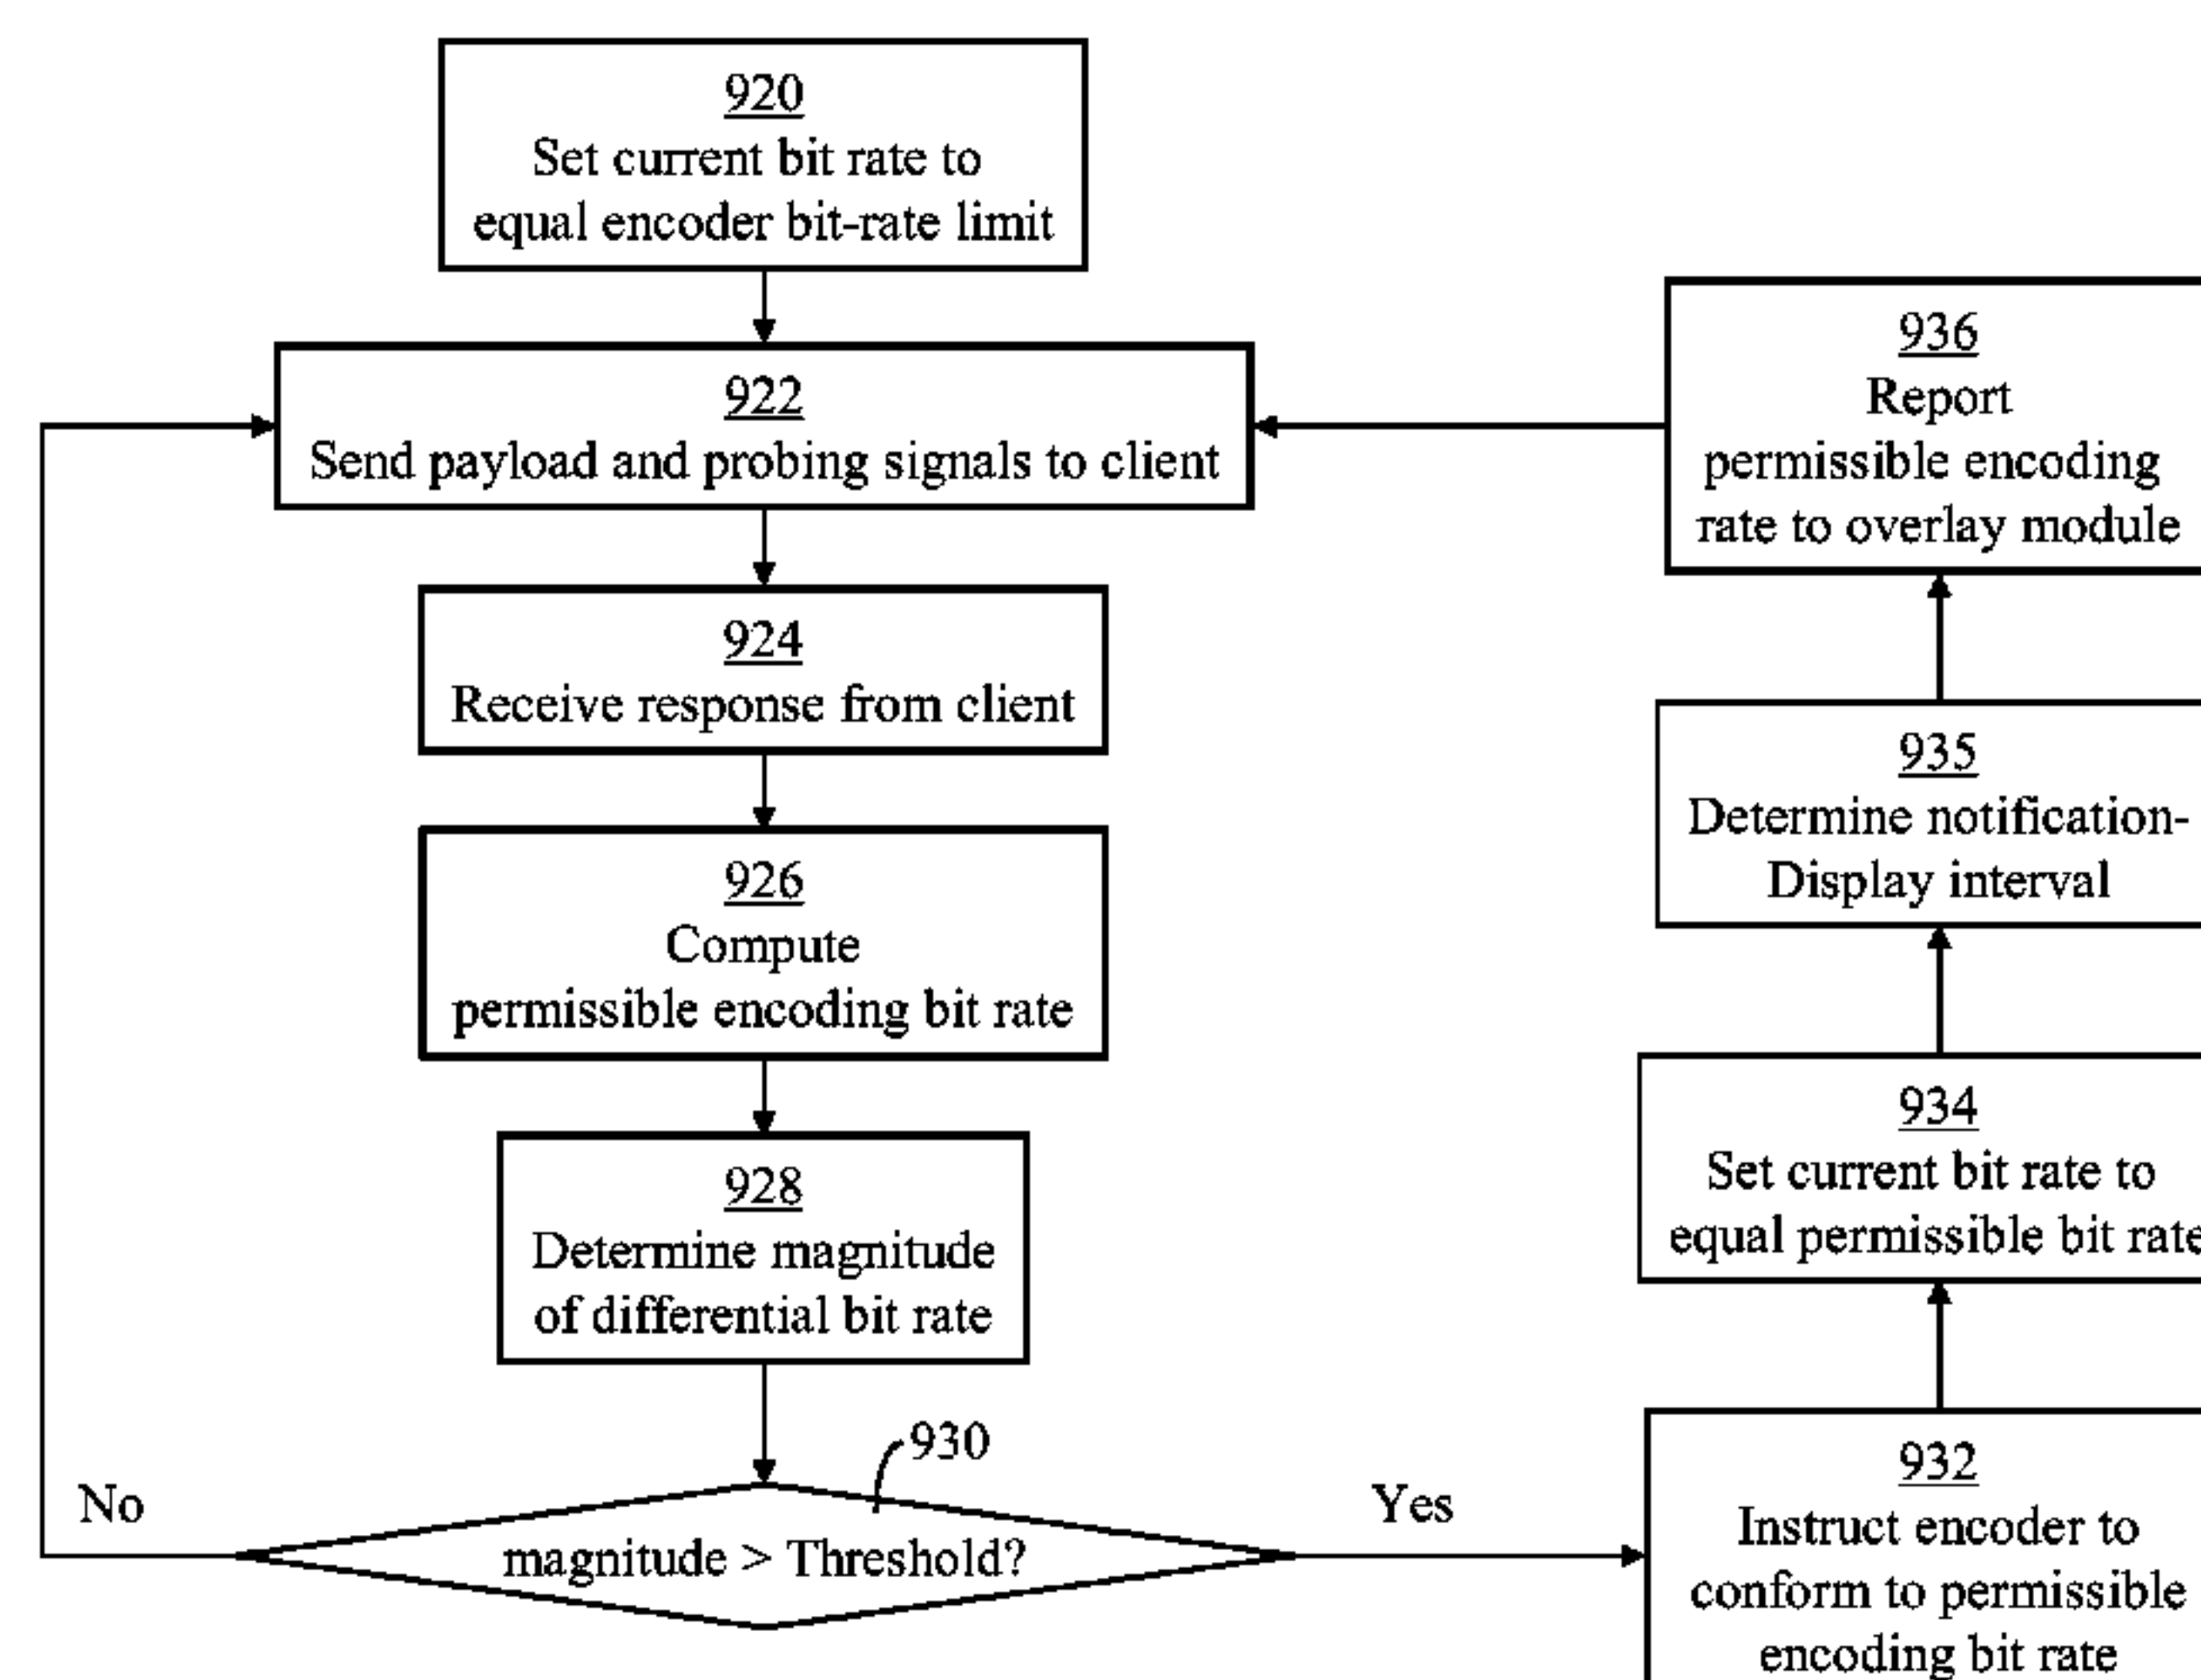 920
Set current bit rate to
equal encoder bit-rate limit
922
Send payload and probing signals to client
924
Receive response from client
926
Compute
permissible encoding bit rate
928
Determine magnitude
of differential bit rate
930
magnitude > Threshold?
No
Yes
936
Report
permissible encoding
rate to overlay module
935
Determine notification-
Display interval
934
Set current bit rate to
equal permissible bit rate
932
Instruct encoder to
conform to permissible
encoding bit rate